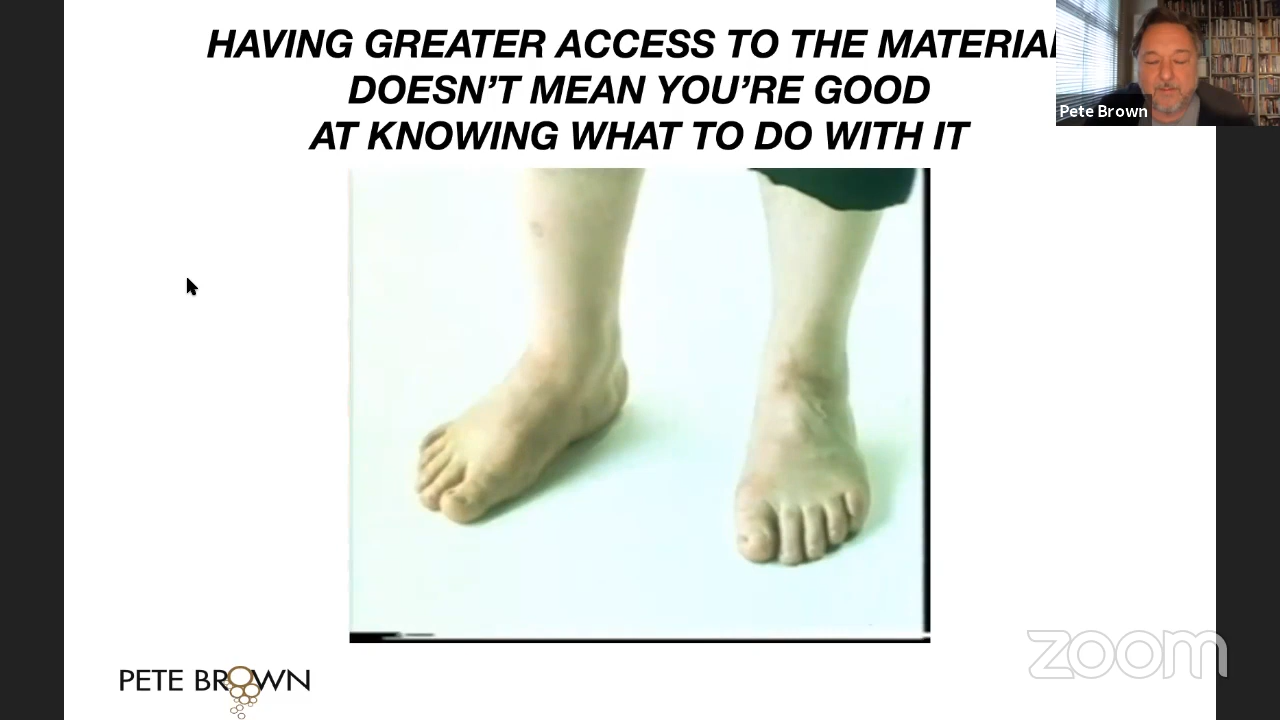 HAVING GREATER ACCESS TO THE MATERIAL
DOESN'T MEAN YOU'RE GOOD
AT KNOWING WHAT TO DO WITH IT
Pete Brown
zoom
PETE BROWN